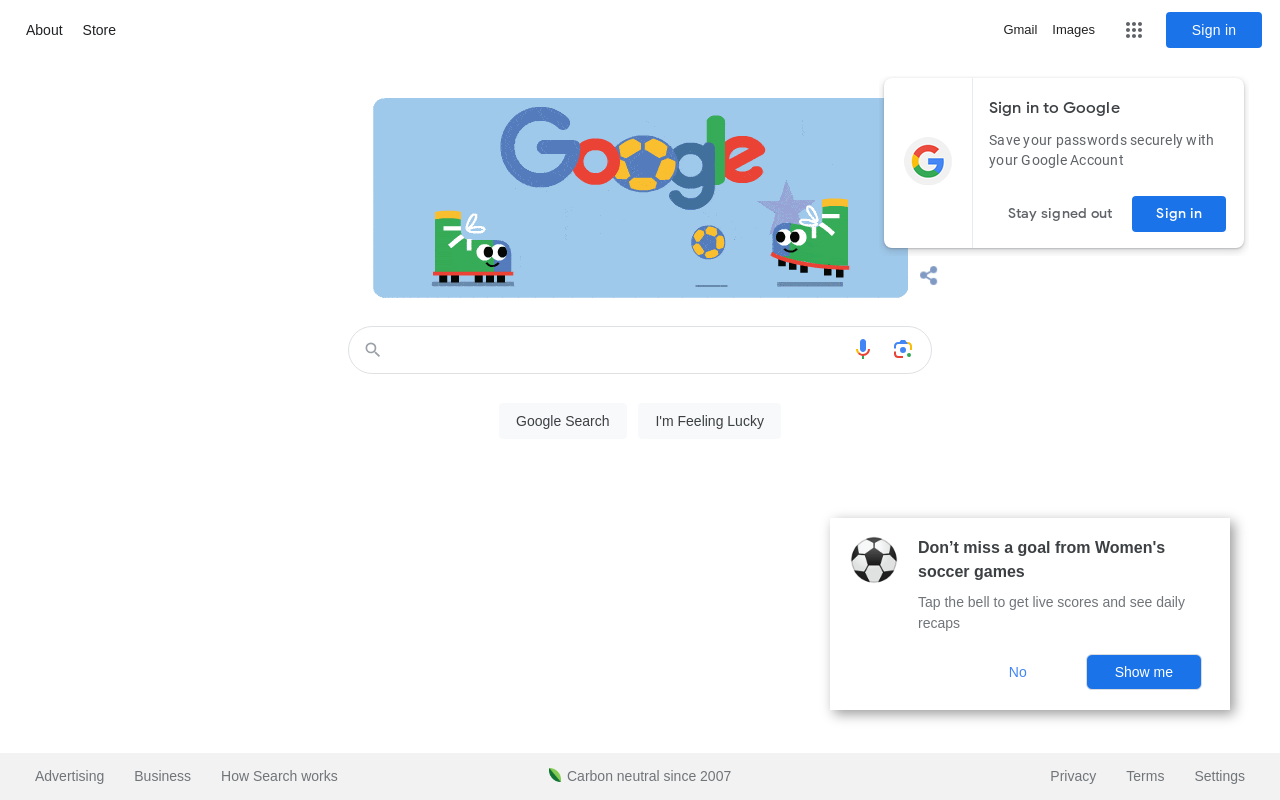 About Store Gmail Images Sign in
Google
Sign in to Google
Save your passwords securely with
your Google Account
Stay signed out Sign in
Google Search I'm Feeling Lucky
Don’t miss a goal from Women's
soccer games
Tap the bell to get live scores and see daily
recaps
No Show me
Advertising Business How Search works Carbon neutral since 2007 Privacy Terms Settings